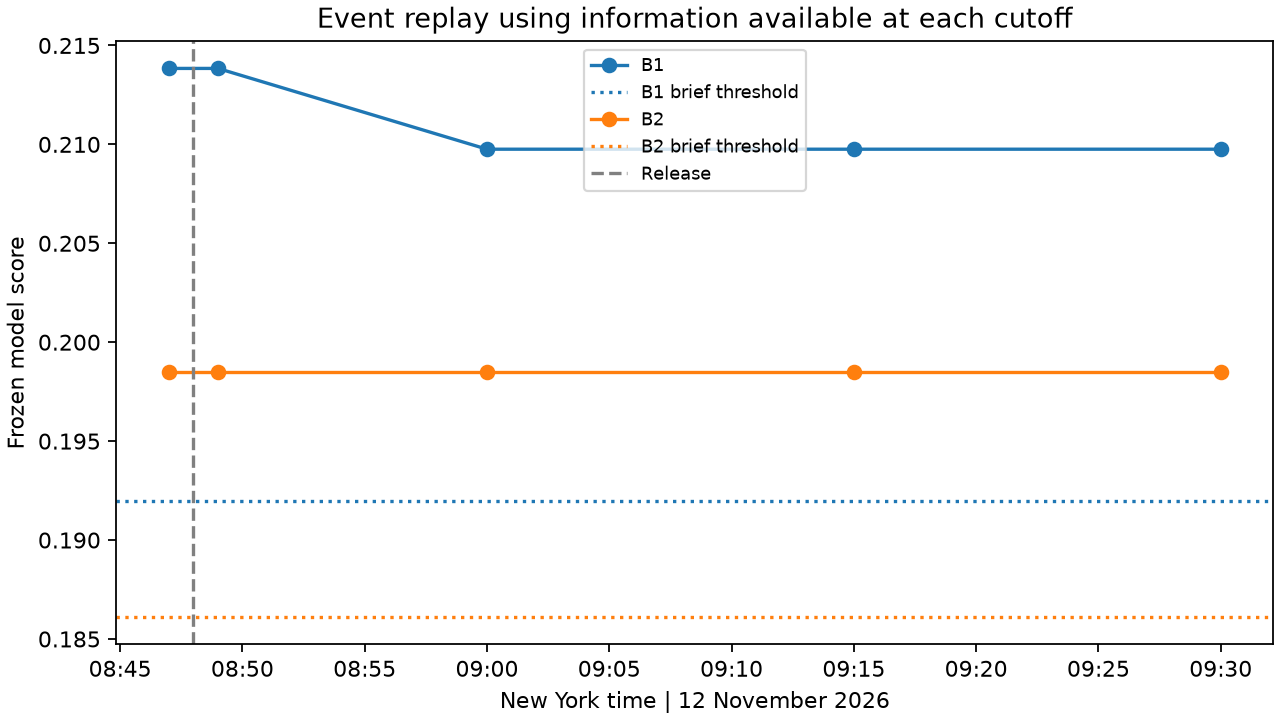 Event replay using information available at each cutoff
Frozen model score
0.215
0.210
0.205
0.200
0.195
0.190
0.185
B1
B1 brief threshold
B2
B2 brief threshold
Release
08:45 08:50 08:55 09:00 09:05 09:10 09:15 09:20 09:25 09:30
New York time | 12 November 2026